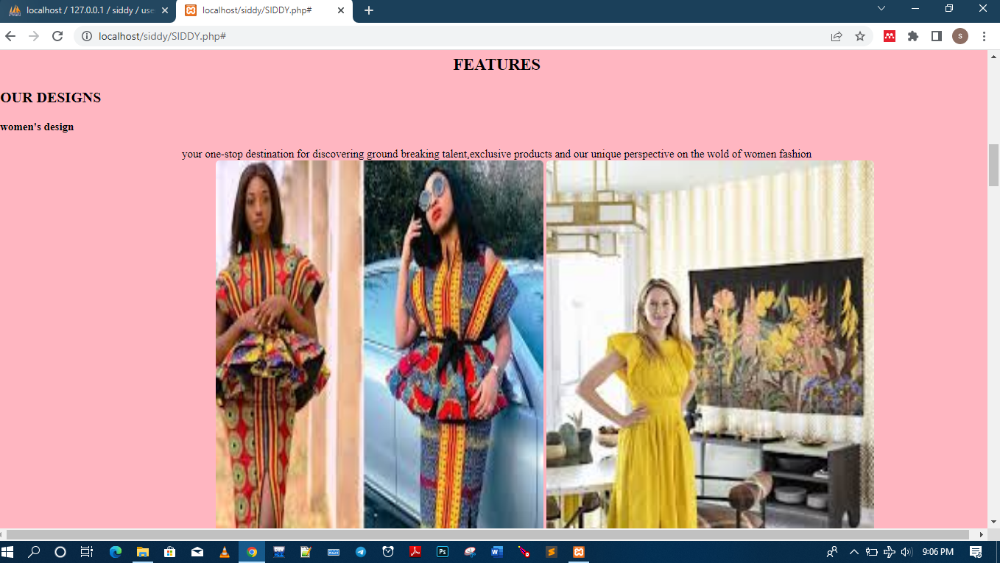 localhost / 127.0.0.1 / siddy / use
localhost/siddy/SIDDY.php#
localhost/siddy/SIDDY.php#
S
FEATURES
OUR DESIGNS
women's design
your one-stop destination for discovering ground breaking talent,exclusive products and our unique perspective on the wold of women fashion
9:06 PM